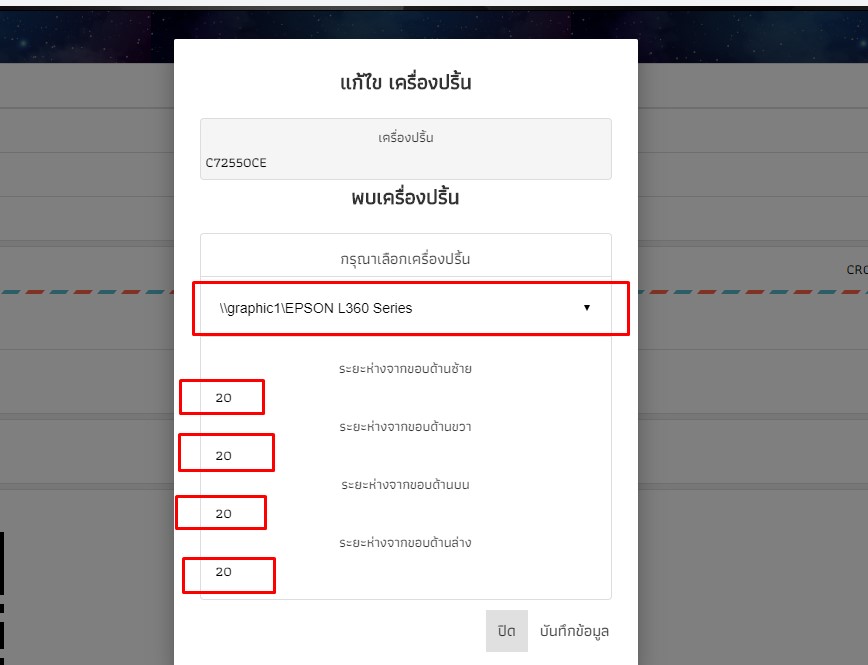 แก้ไข เครื่องปริ้น
เครื่องปริ้น
C72550CE
พบเครื่องปริ้น
กรุณาเลือกเครื่องปริ้น
CRO
\\graphic1\EPSON L360 Series
ระยะห่างจากขอบด้านซ้าย
20
ระยะห่างจากขอบด้านขวา
20
ระยะห่างจากขอบด้านบน
20
ระยะห่างจากขอบด้านล่าง
20
ปิด บันทึกข้อมูล